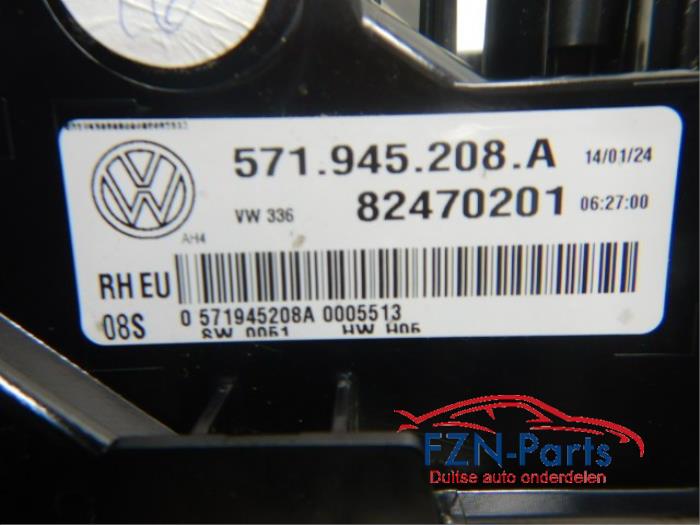 571.945.208.A 14/01/24
VW 336 82470201 06:27:00
AH4
RH EU
08S 0 571945208A 0005513
SW 0051 HW H05
FZN-Parts
Duitse auto onderdelen